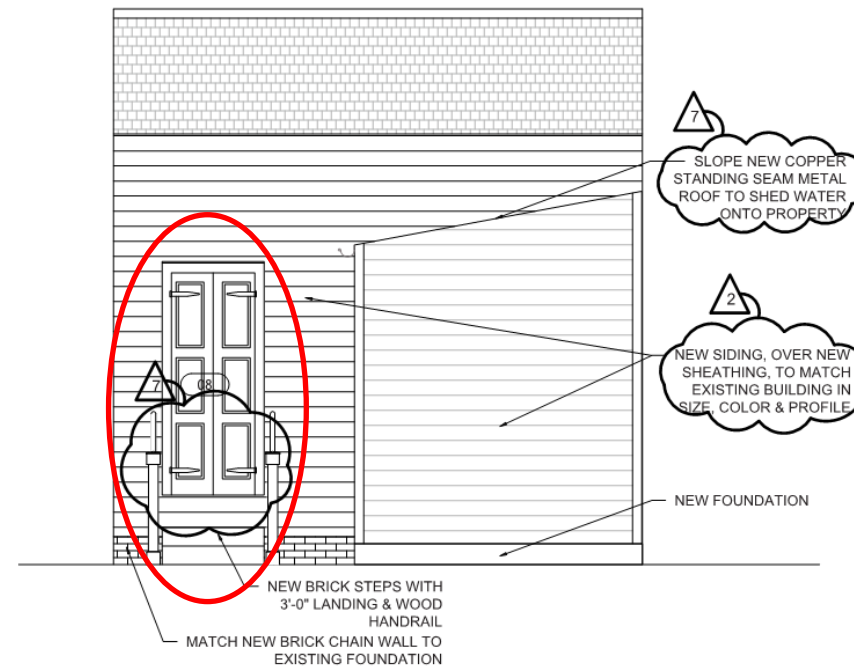 7
SLOPE NEW COPPER
STANDING SEAM METAL
ROOF TO SHED WATER
ONTO PROPERTY
2
NEW SIDING, OVER NEW
SHEATHING, TO MATCH
EXISTING BUILDING IN
SIZE, COLOR & PROFILE
7
08
NEW FOUNDATION
NEW BRICK STEPS WITH
3'-0" LANDING & WOOD
HANDRAIL
MATCH NEW BRICK CHAIN WALL TO
EXISTING FOUNDATION